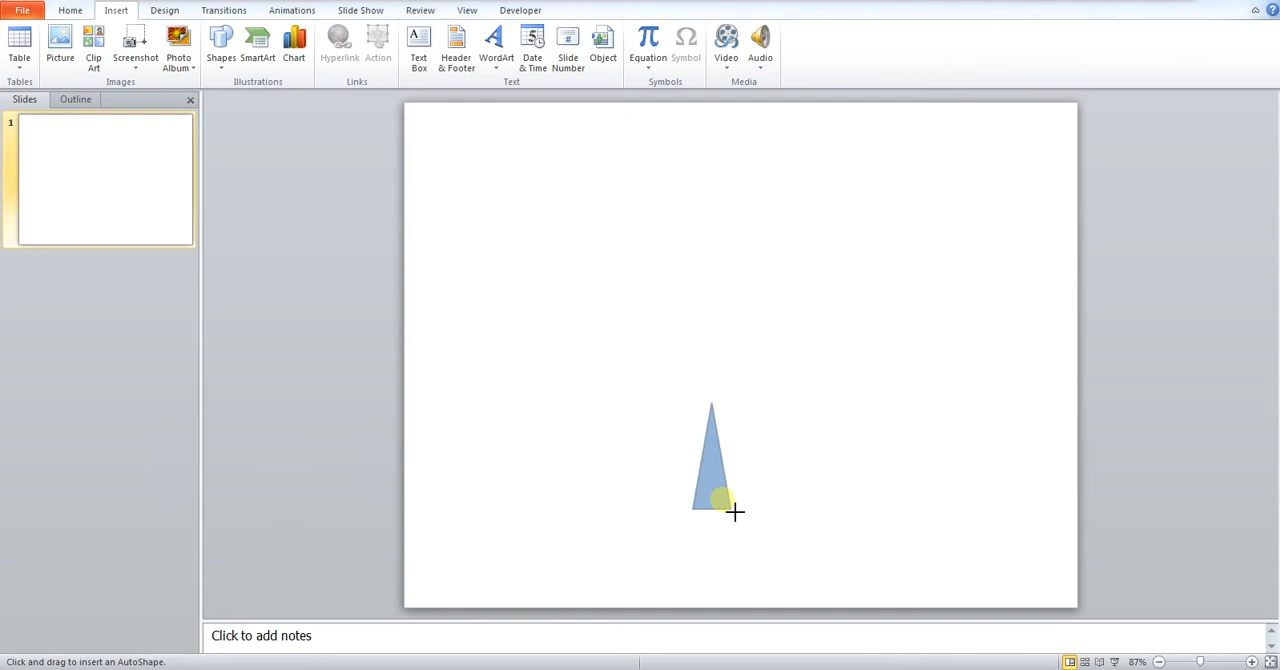 File Home Insert Design Transitions Animations Slide Show Review View Developer
Table Picture Clip Art Screenshot Photo Album Shapes SmartArt Chart Hyperlink Action Text Box Header & Footer WordArt Date & Time Slide Number Object Equation Symbol Video Audio
Tables Images Illustrations Links Text Symbols Media
Slides Outline
1
Click to add notes
Click and drag to insert an AutoShape. 87%